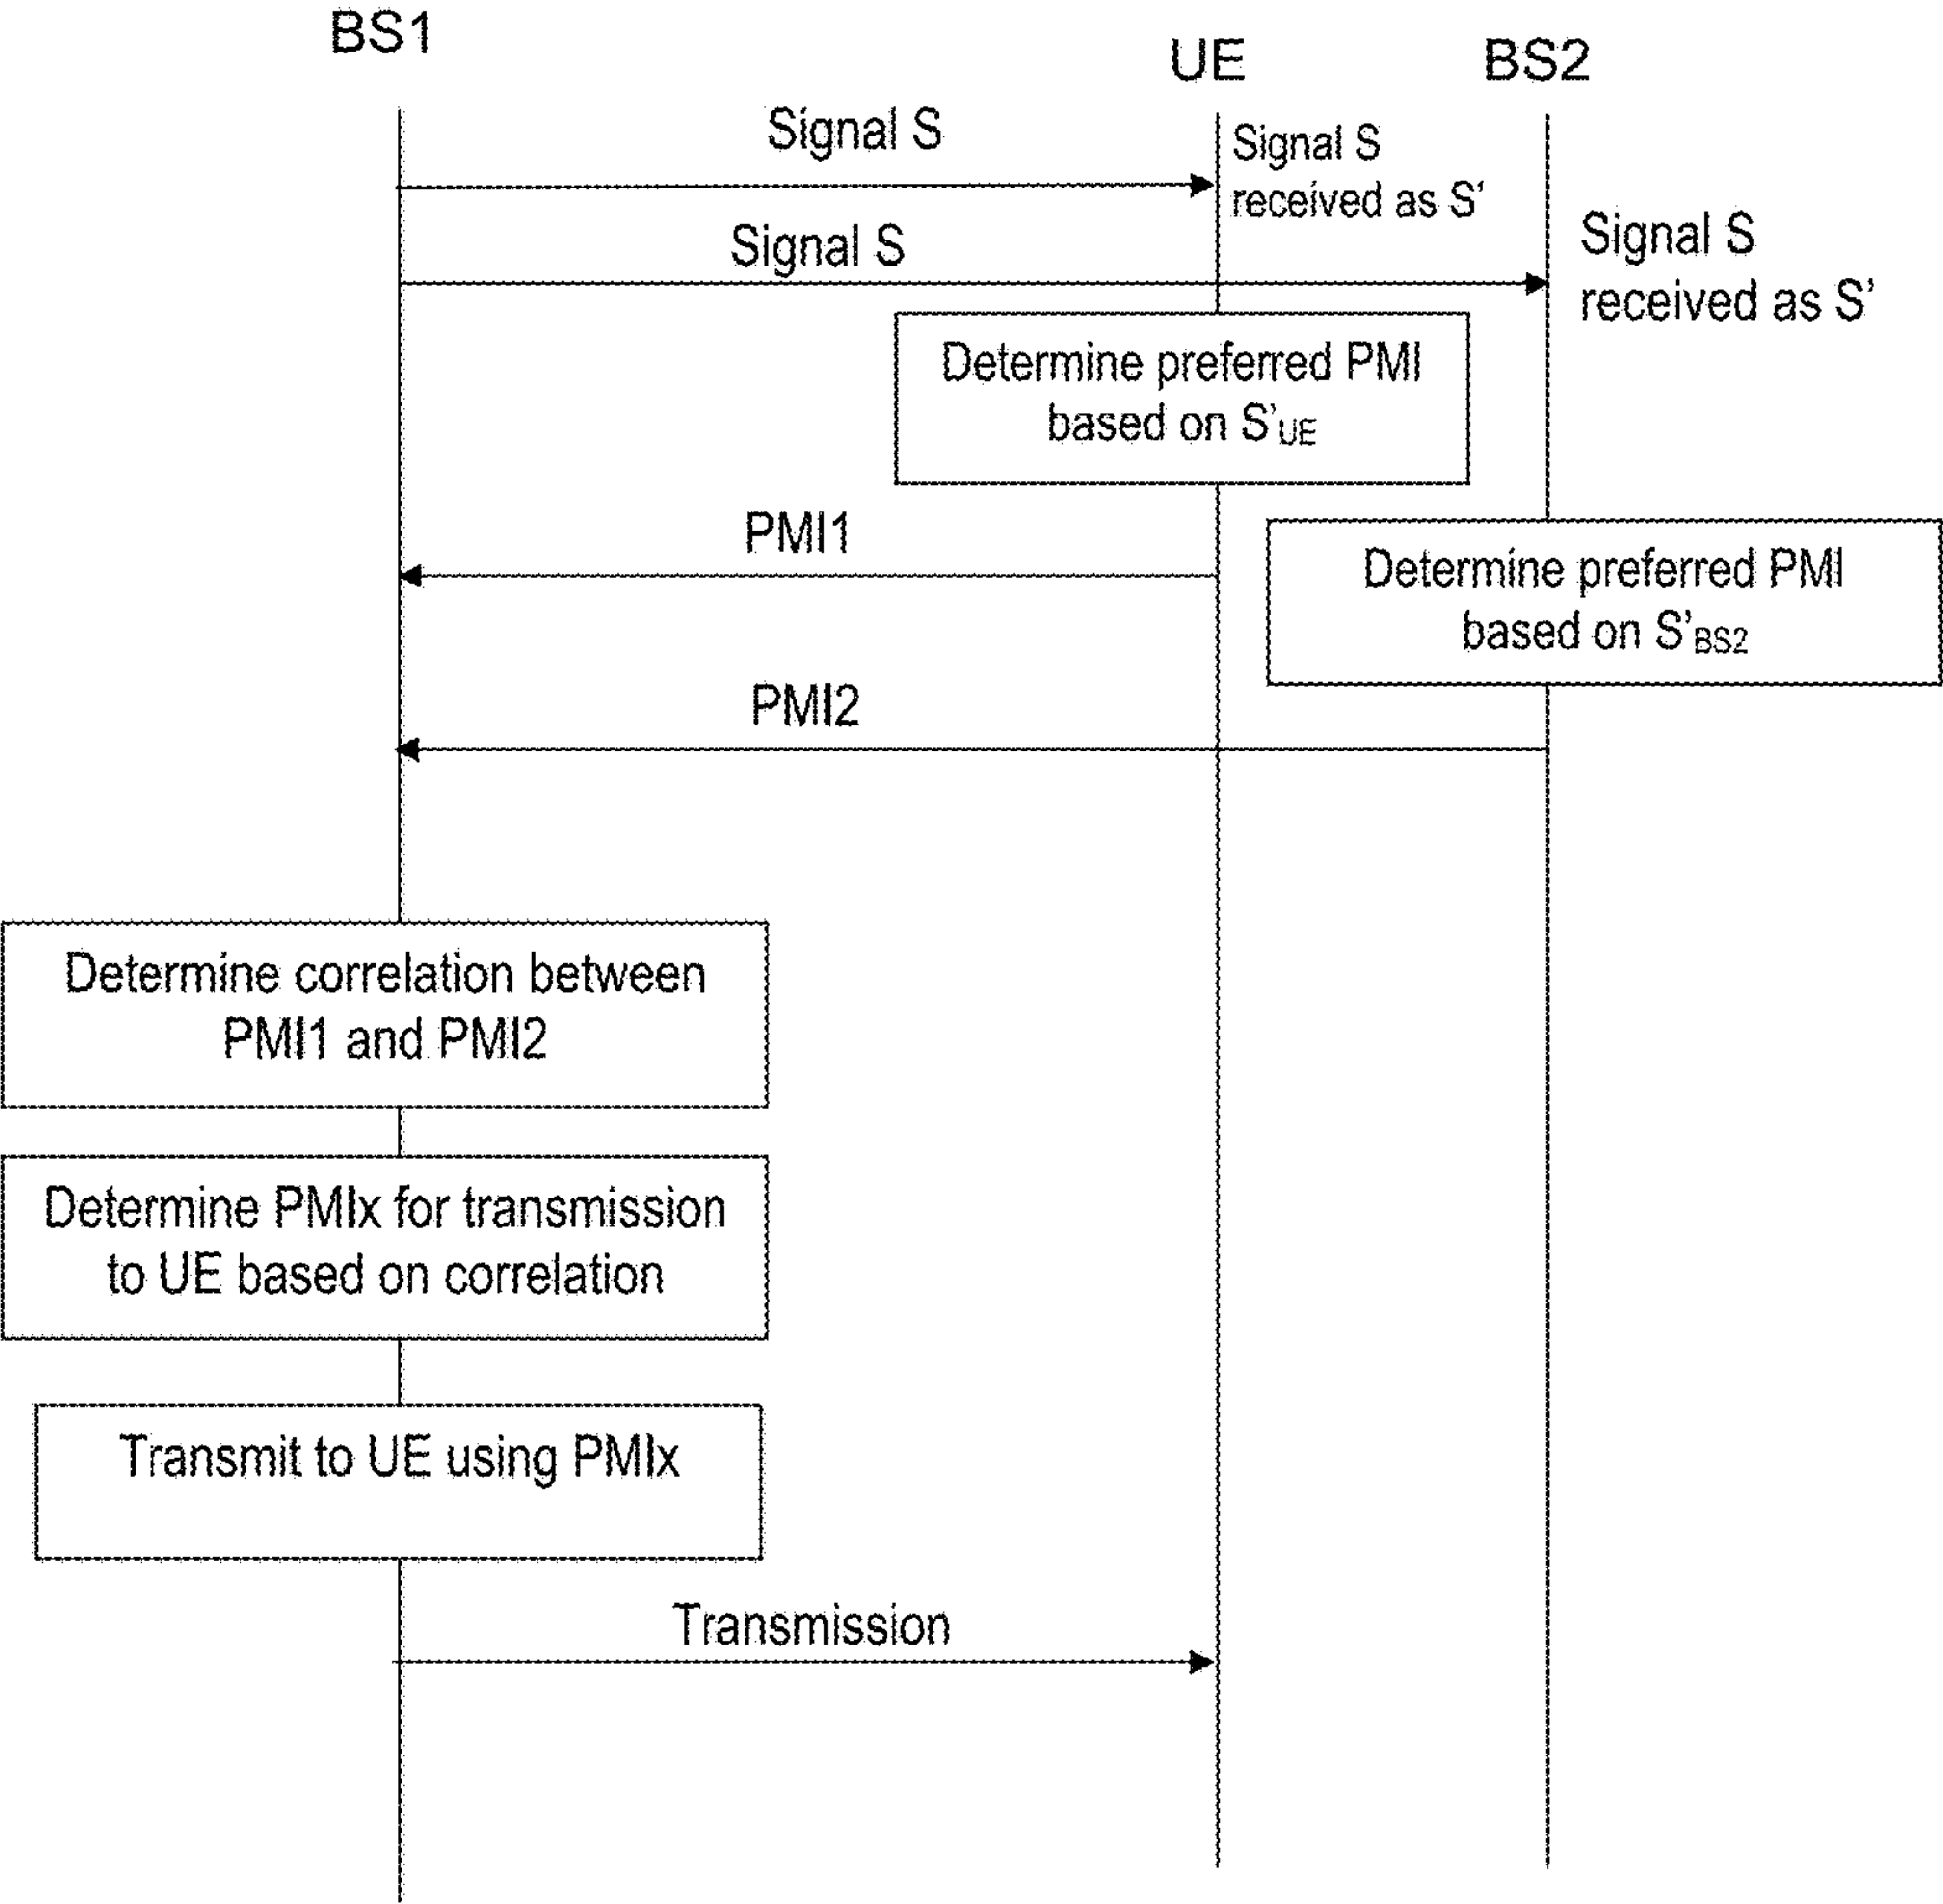 BS1
UE
BS2
Signal S
Signal S
received as S'
Signal S
Signal S
received as S'
Determine preferred PMI
based on S'UE
PMI1
Determine preferred PMI
based on S'BS2
PMI2
Determine correlation between
PMI1 and PMI2
Determine PMIx for transmission
to UE based on correlation
Transmit to UE using PMIx
Transmission